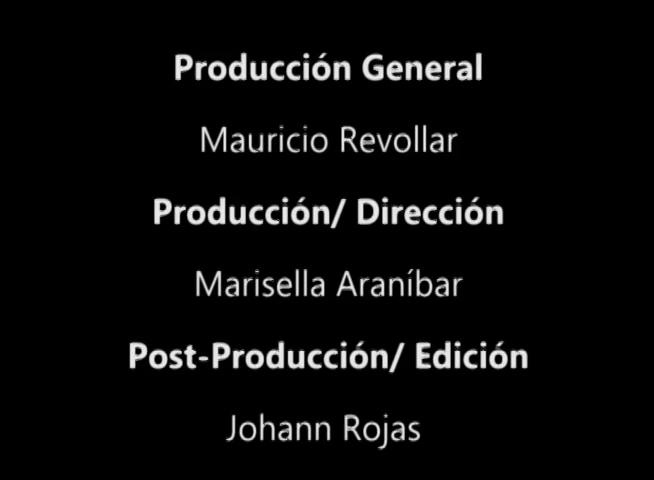 Producción General
Mauricio Revollar
Producción/ Dirección
Marisella Araníbar
Post-Producción/ Edición
Johann Rojas